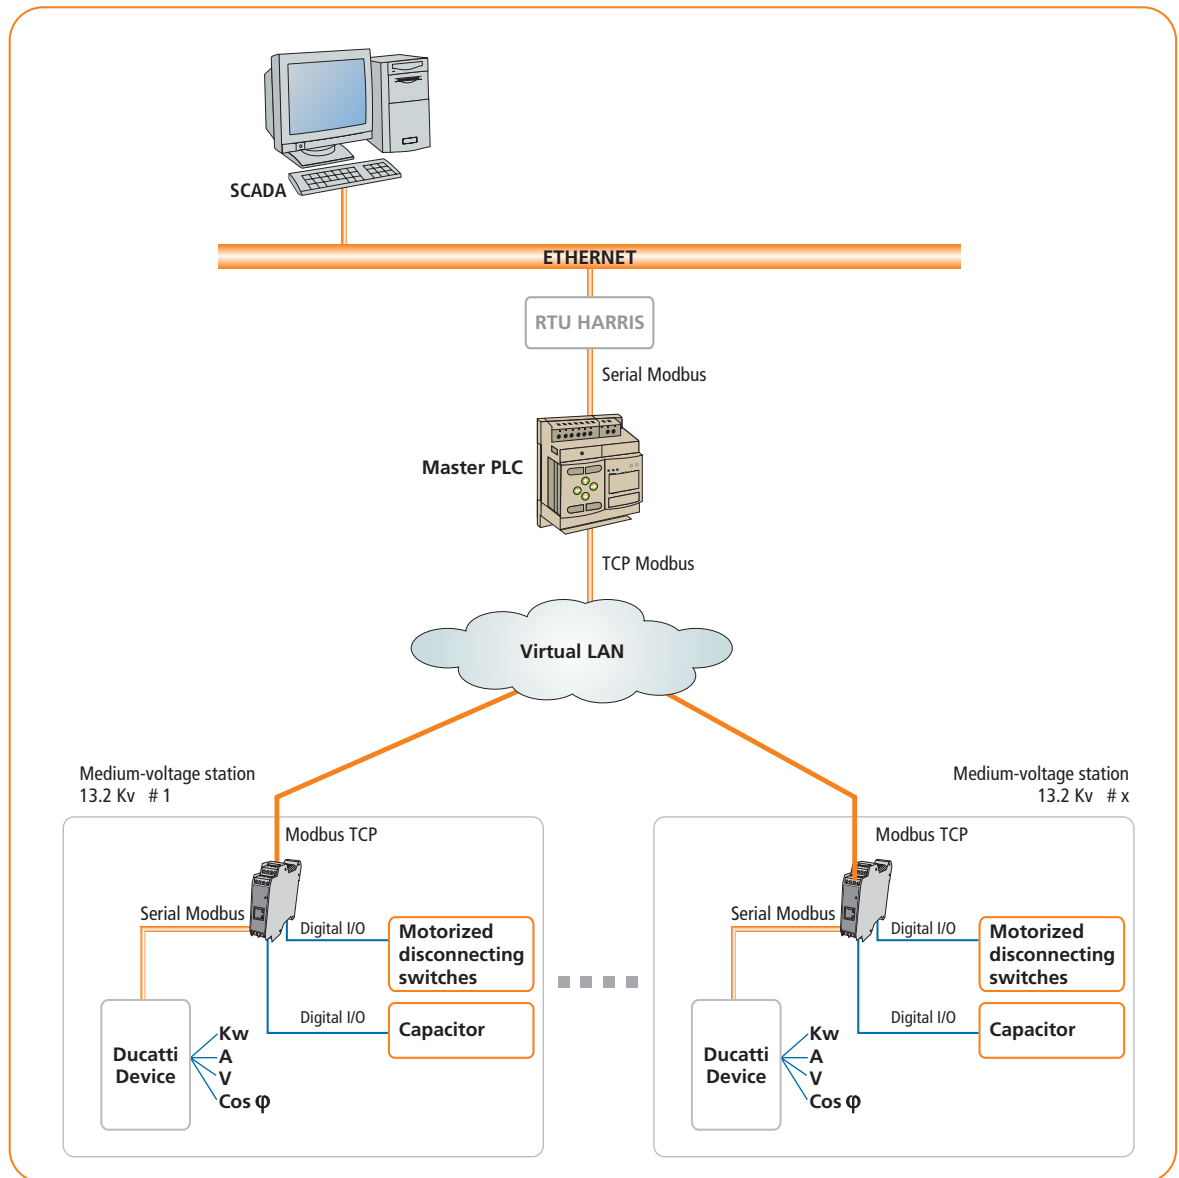 SCADA
ETHERNET
RTU HARRIS
Serial Modbus
Master PLC
TCP Modbus
Virtual LAN
Medium-voltage station
13.2 Kv # 1
Modbus TCP
Serial Modbus
Digital I/O
Motorized
disconnecting
switches
Digital I/O
Capacitor
Ducatti
Device
Kw
A
V
Cos φ
Medium-voltage station
13.2 Kv # x
Modbus TCP
Serial Modbus
Digital I/O
Motorized
disconnecting
switches
Digital I/O
Capacitor
Ducatti
Device
Kw
A
V
Cos φ